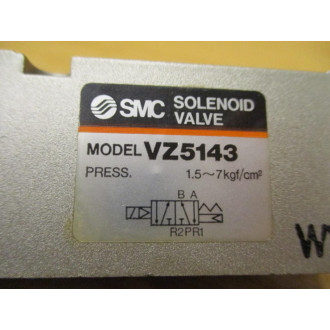 SMC SOLENOID
VALVE
MODEL VZ5143
PRESS. 1.5~7kgf/cm²
B A
R2PR1